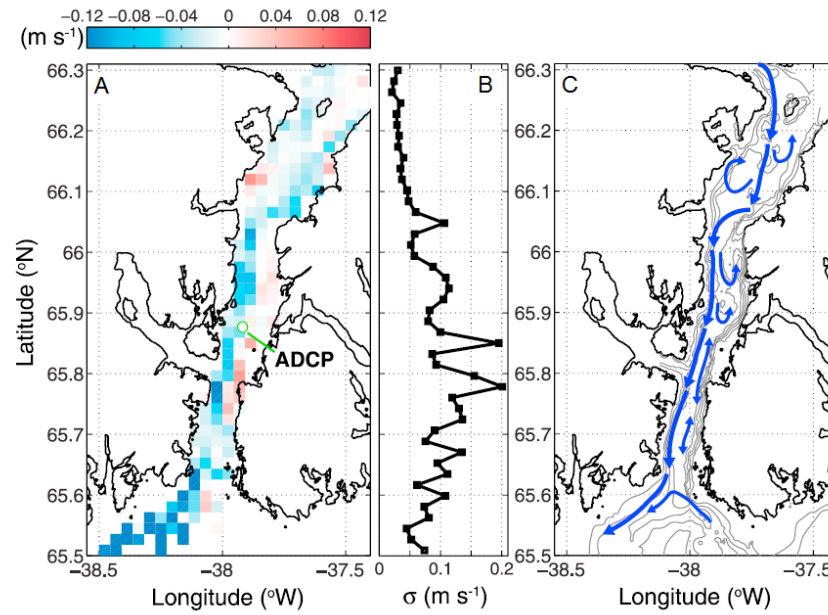 −0.12 −0.08 −0.04 0 0.04 0.08 0.12
(m s-1)
A B C
66.3 66.3
66.2 66.2
66.1 66.1
66 66
65.9 65.9
ADCP
65.8 65.8
65.7 65.7
65.6 65.6
65.5 65.5
Latitude (oN)
−38.5 −38 −37.5 0 0.1 0.2 −38.5 −38 −37.5
Longitude (oW) σ (m s-1) Longitude (oW)